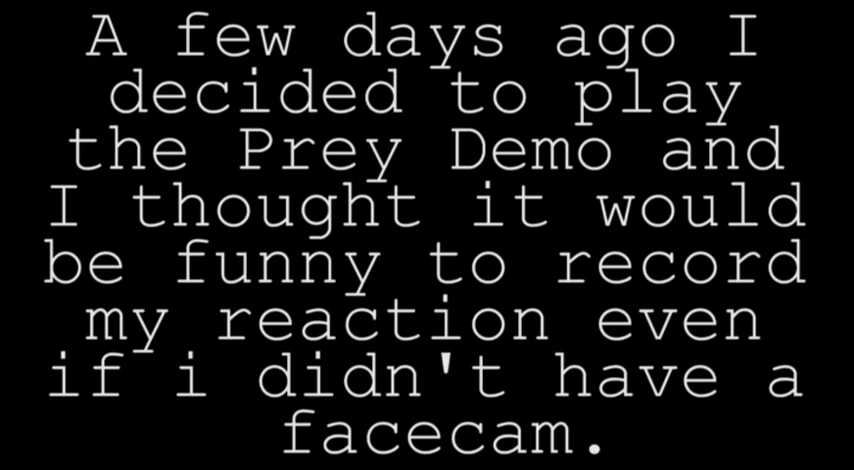 A few days ago I
decided to play
the Prey Demo and
I thought it would
be funny to record
my reaction even
if i didn't have a
facecam.